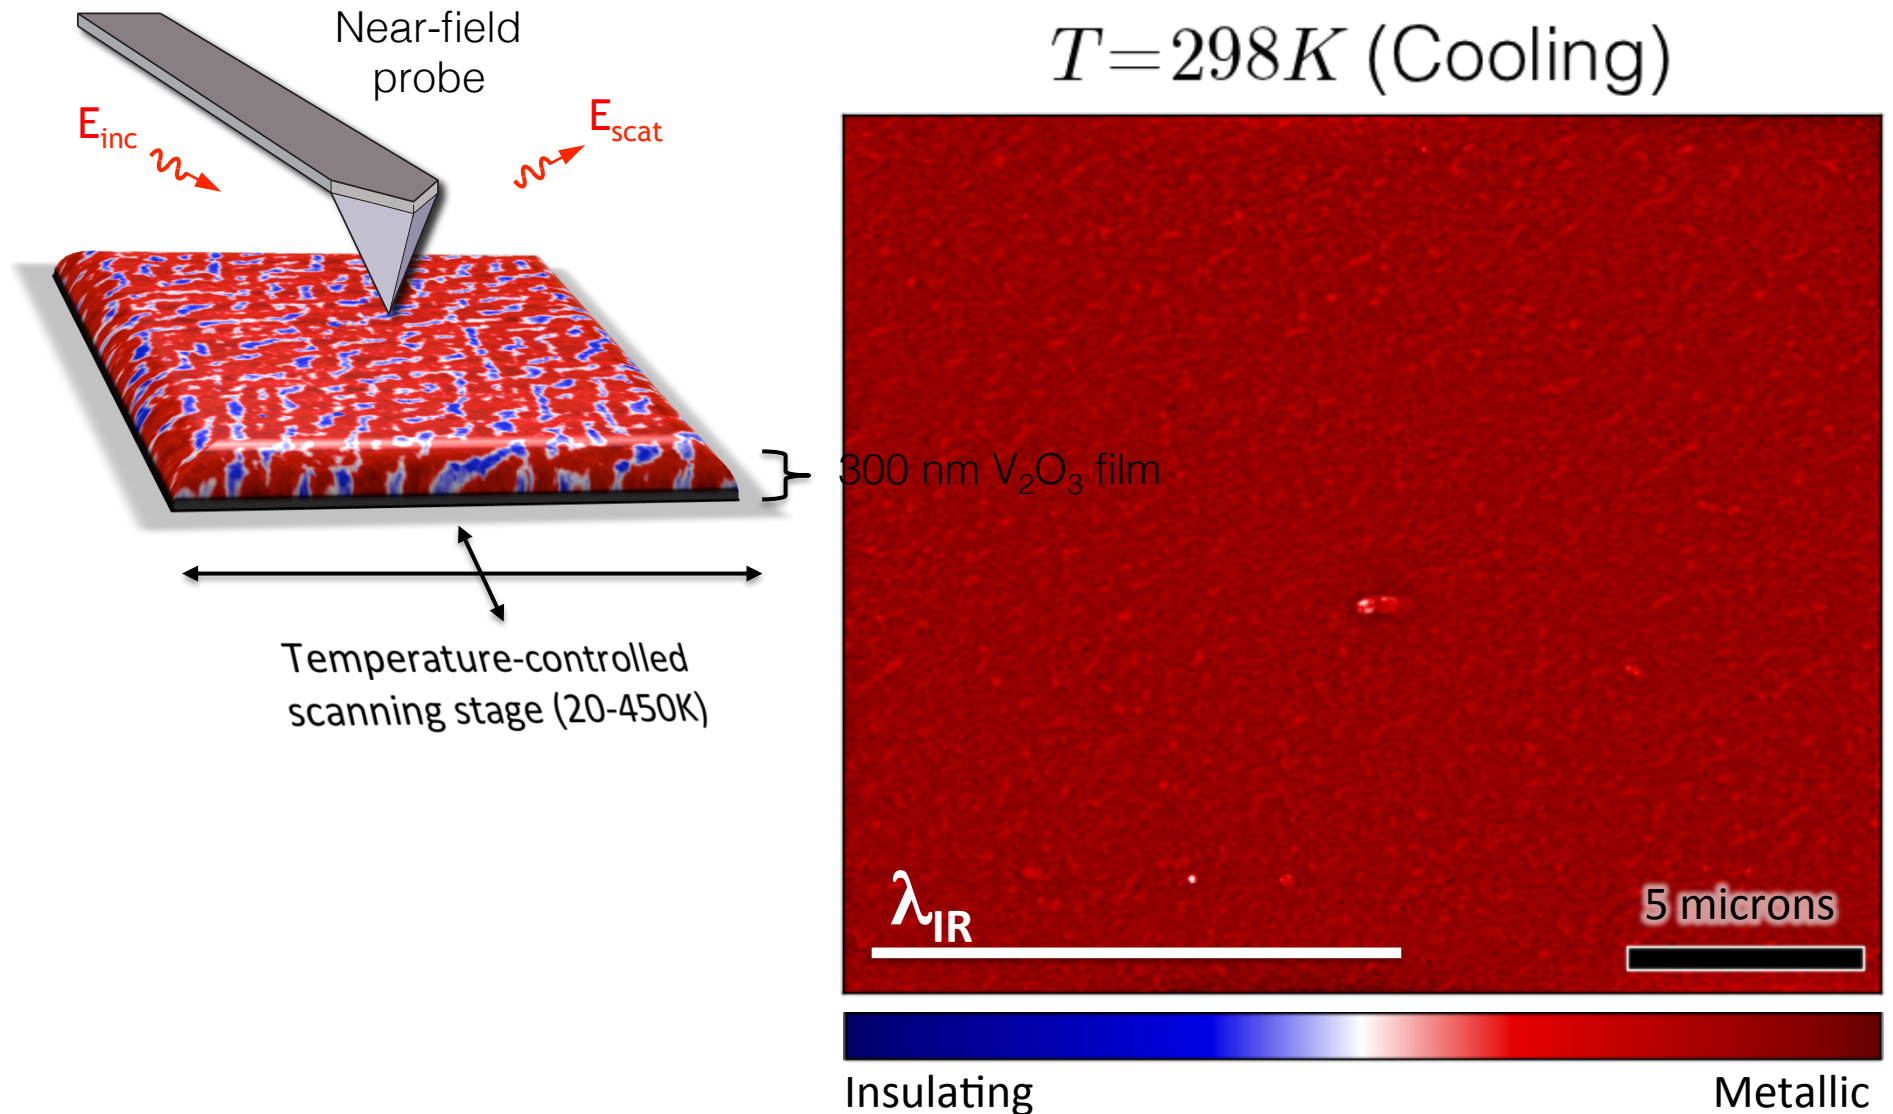 Near-field
probe
E_inc
E_scat
T=298K (Cooling)
300 nm V₂O₃ film
Temperature-controlled
scanning stage (20-450K)
λ_IR
5 microns
Insulating
Metallic